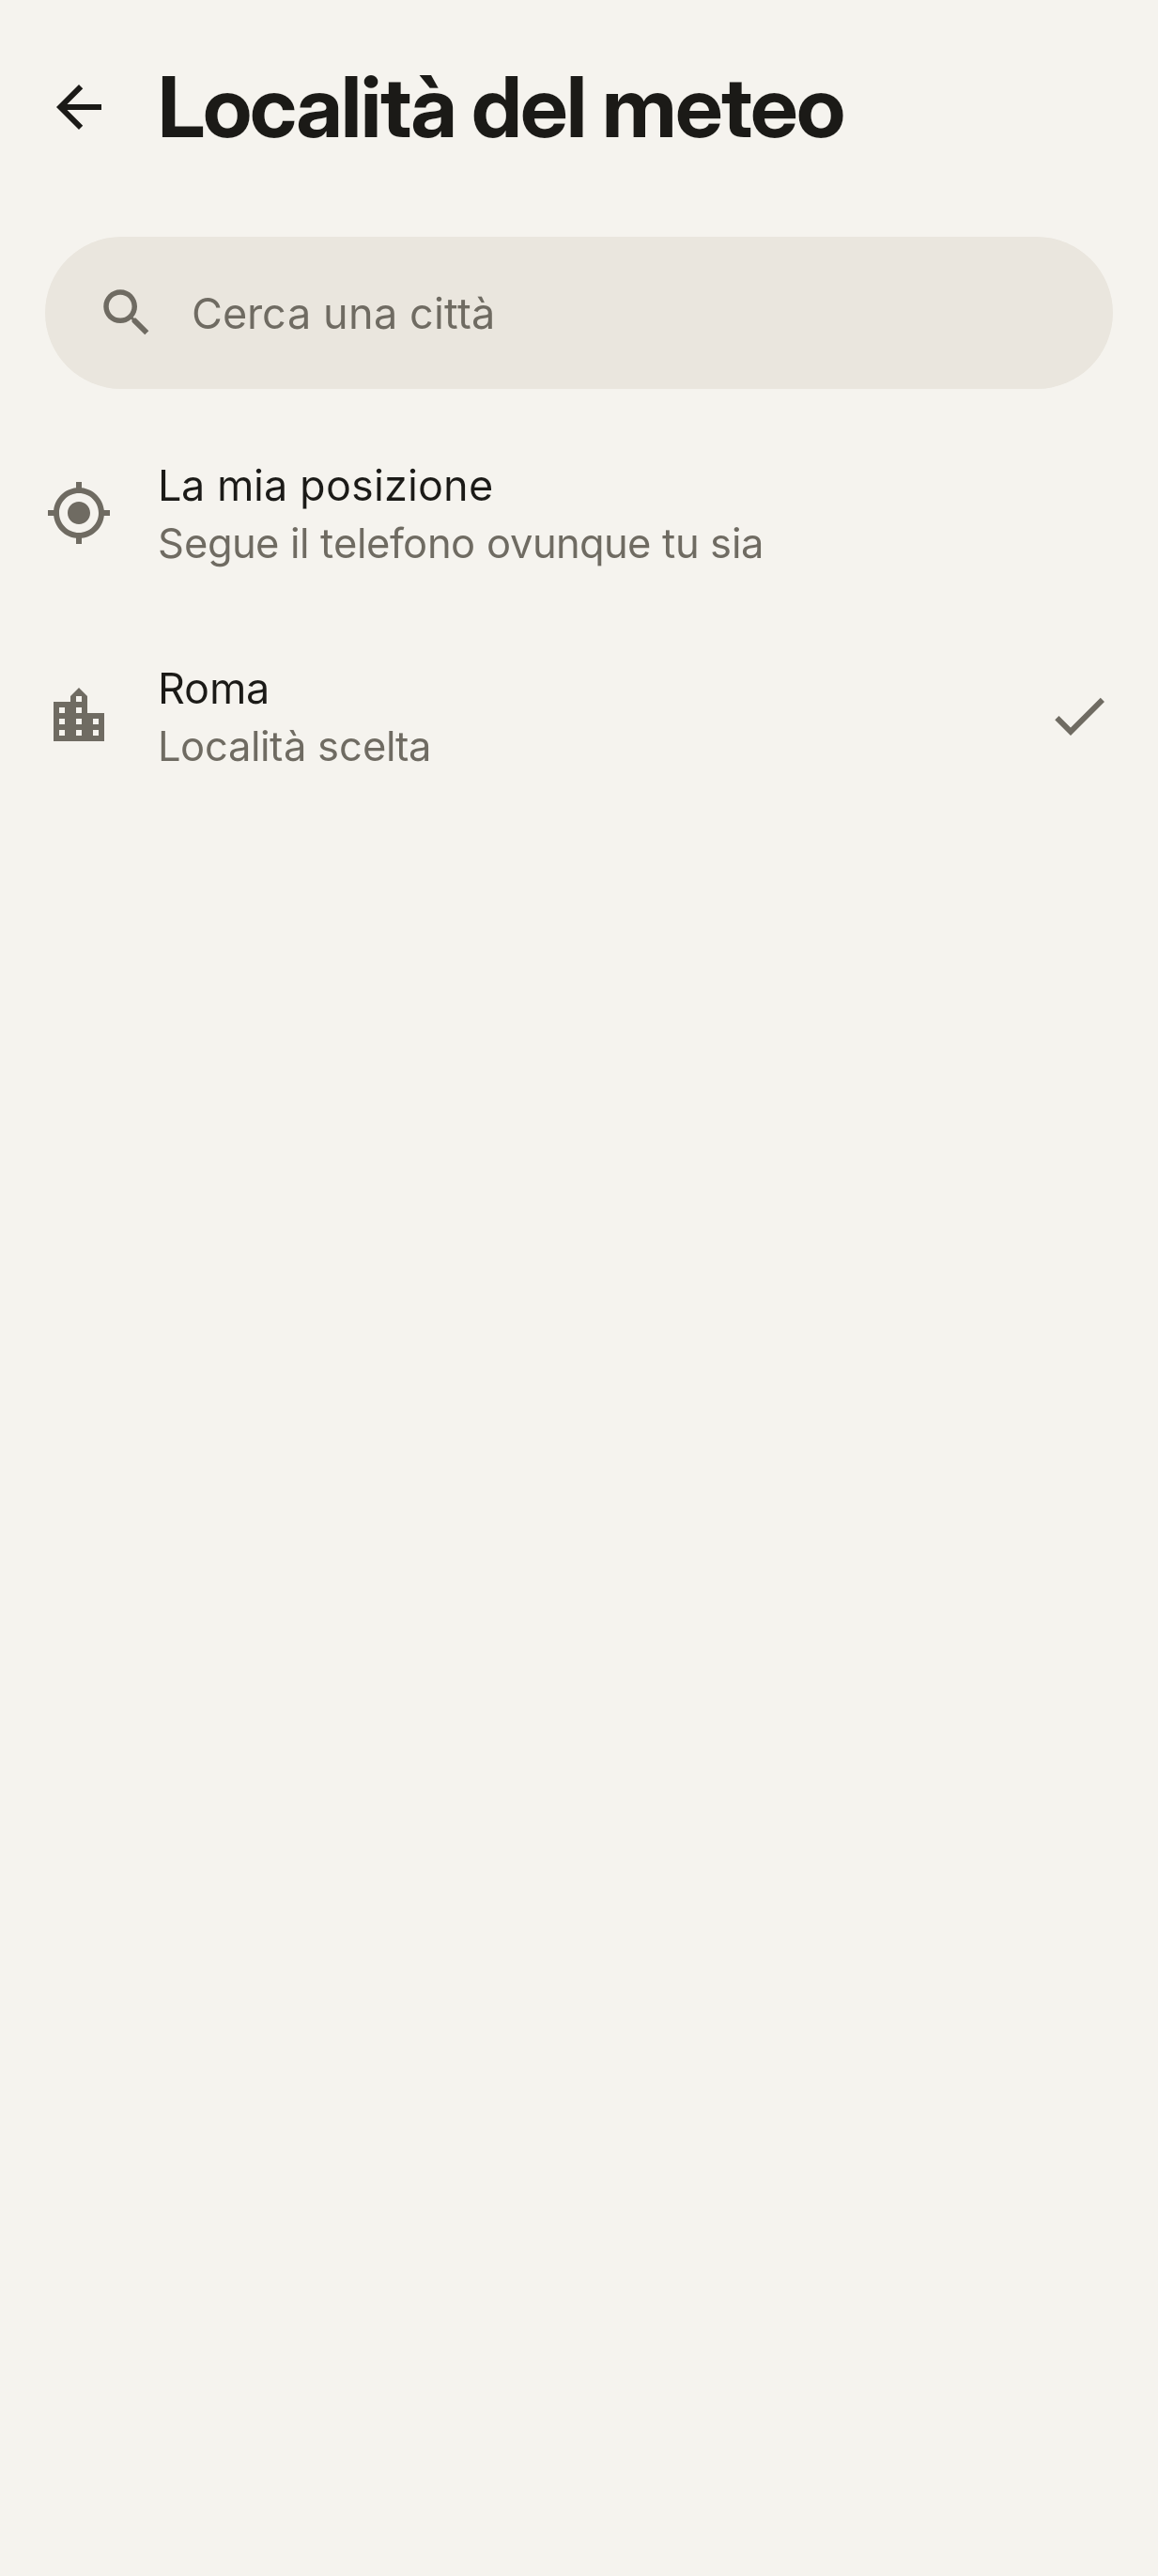 Località del meteo
Cerca una città
La mia posizione
Segue il telefono ovunque tu sia
Roma
Località scelta